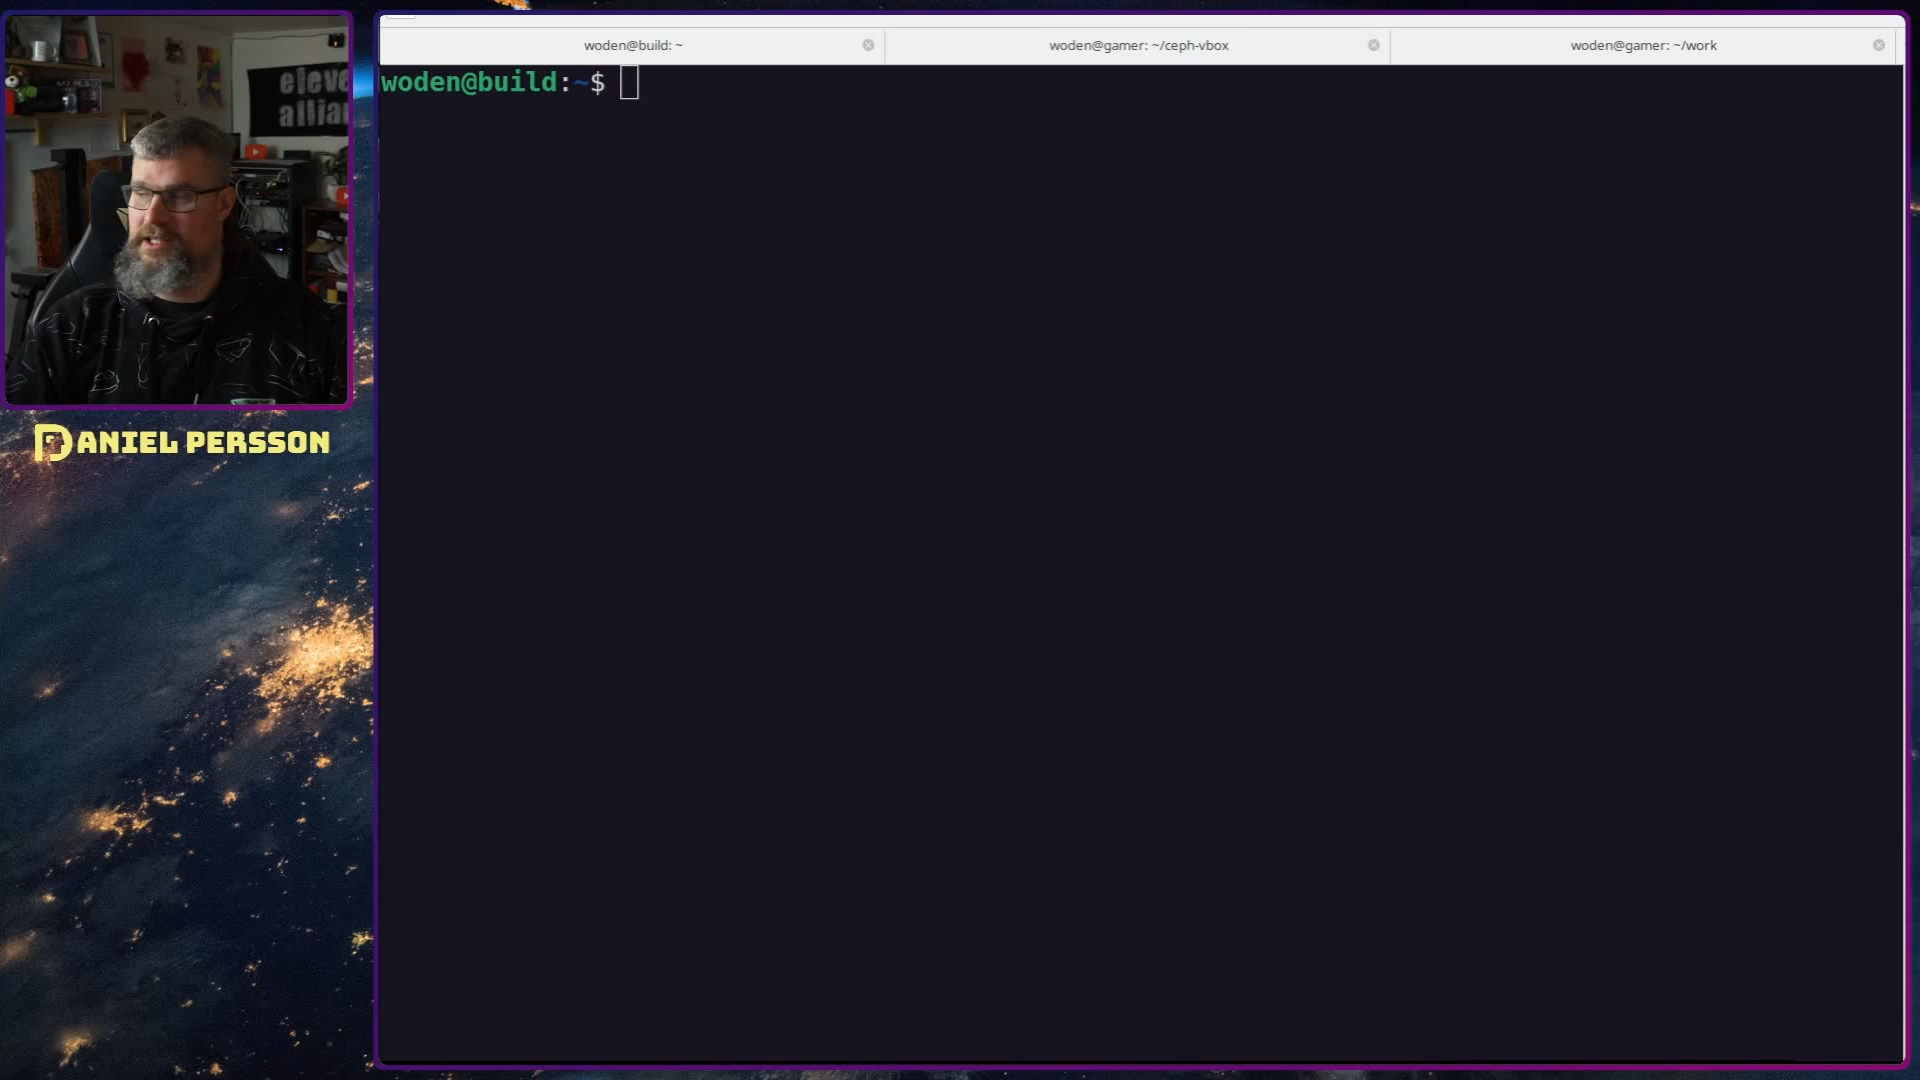 woden@build: ~
woden@gamer: ~/ceph-vbox
woden@gamer: ~/work
woden@build:~$
DANIEL PERSSON